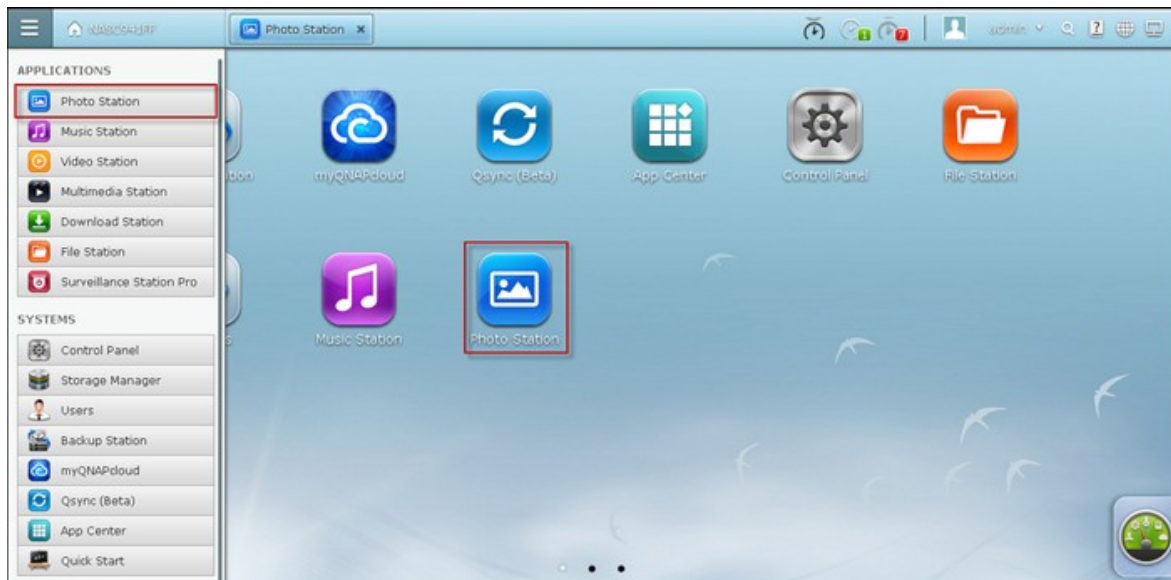 Photo Station
1
7
admin
?
APPLICATIONS
Photo Station
Music Station
Video Station
Multimedia Station
Download Station
File Station
Surveillance Station Pro
SYSTEMS
Control Panel
Storage Manager
Users
Backup Station
myQNAPcloud
Qsync (Beta)
App Center
Quick Start
myQNAPcloud
Qsync (Beta)
App Center
Control Panel
File Station
Music Station
Photo Station